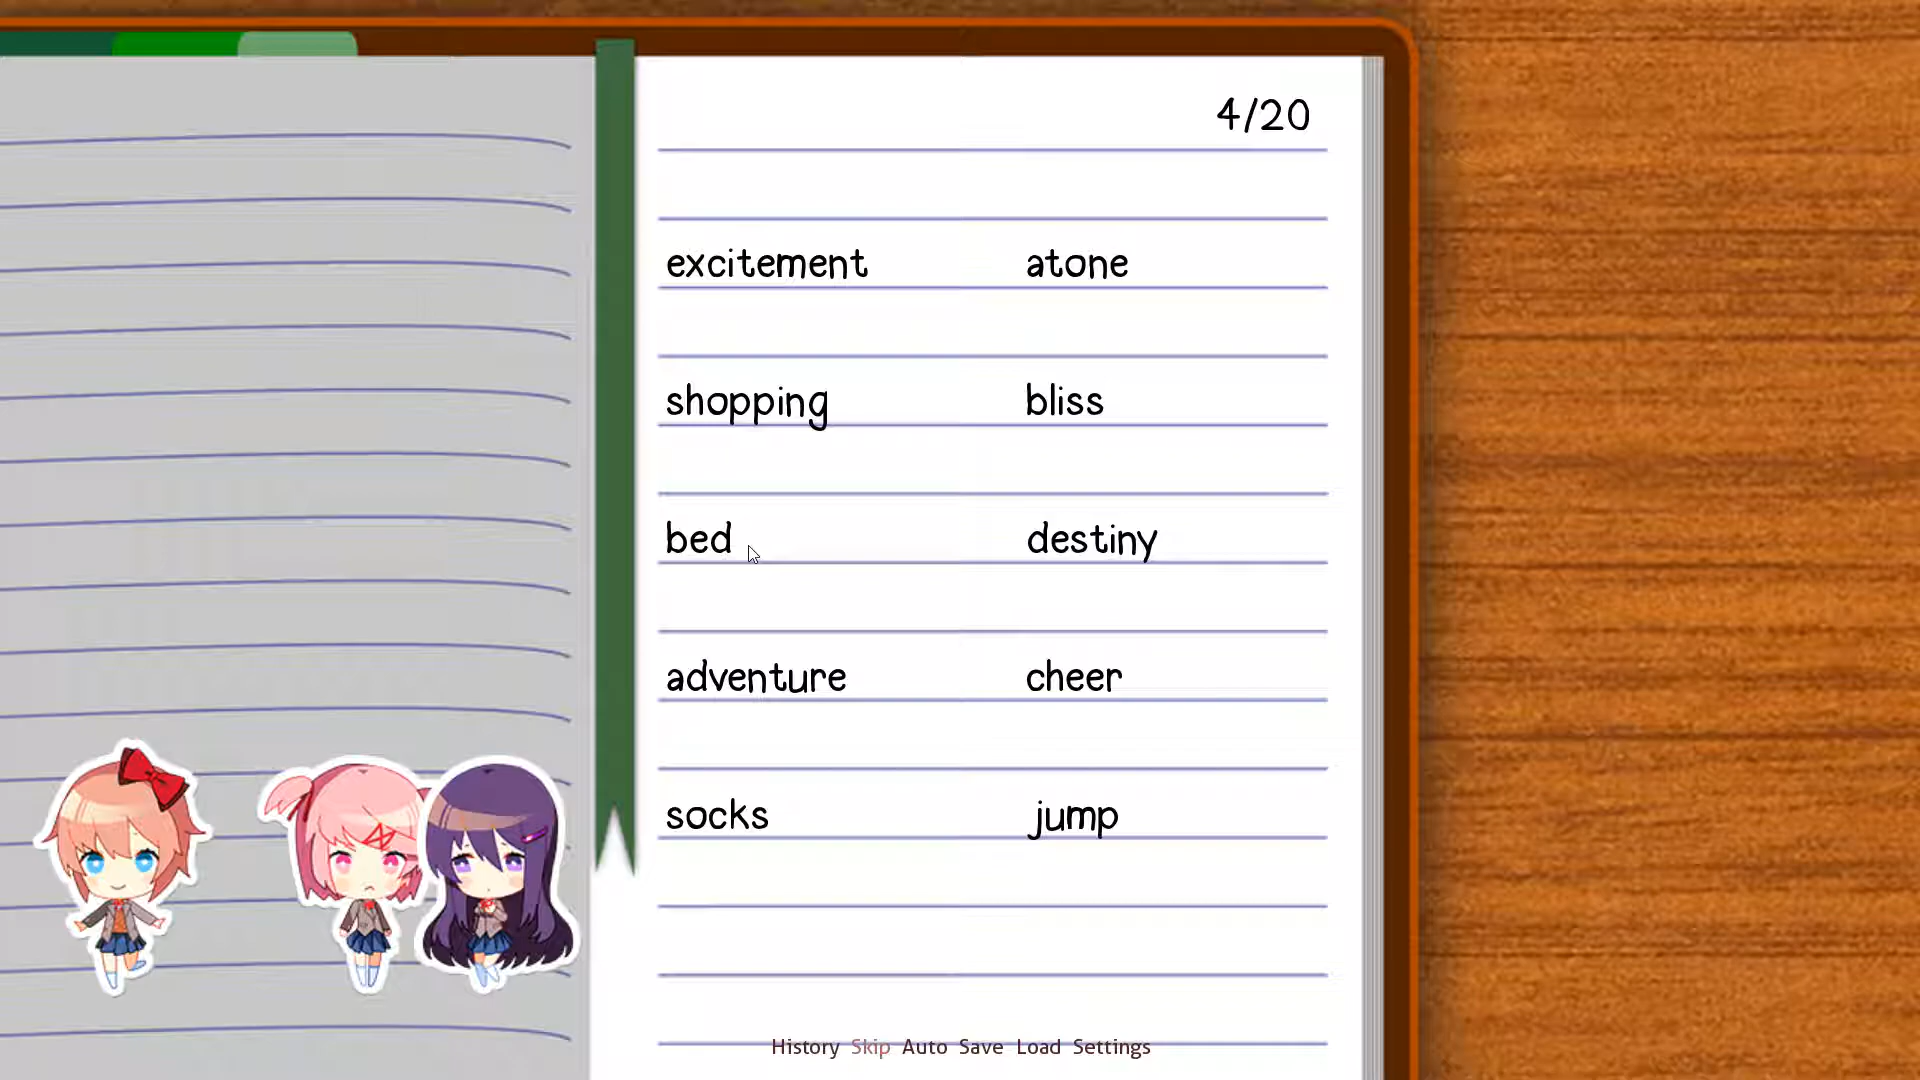 4/20
excitement atone
shopping bliss
bed destiny
adventure cheer
socks jump
History Skip Auto Save Load Settings